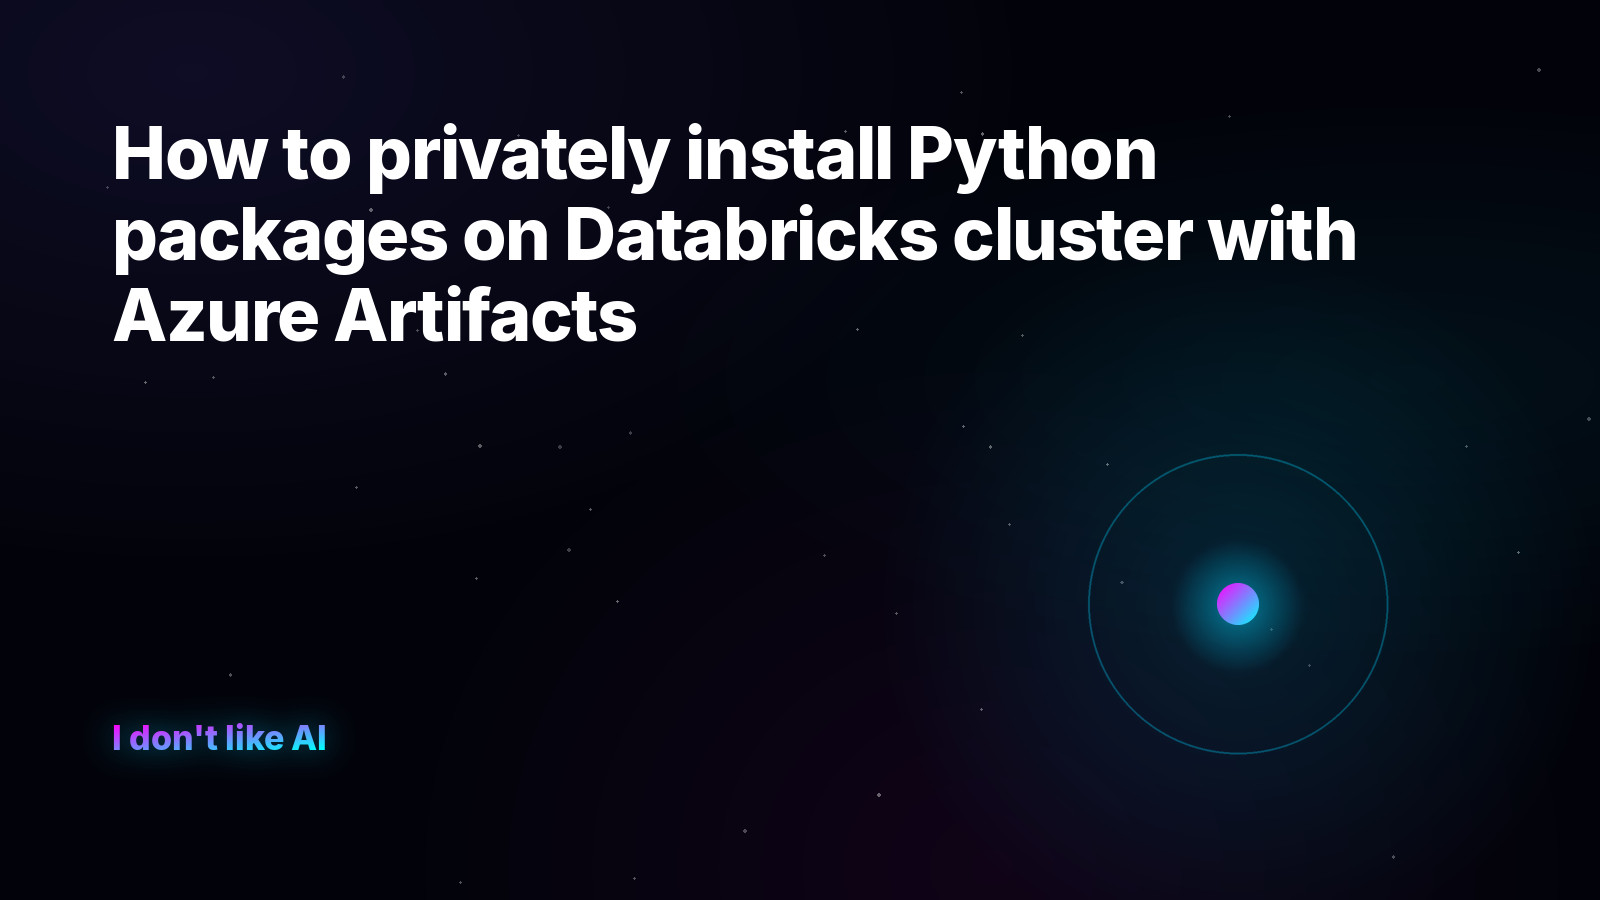 How to privately install Python
packages on Databricks cluster with
Azure Artifacts
I don't like AI